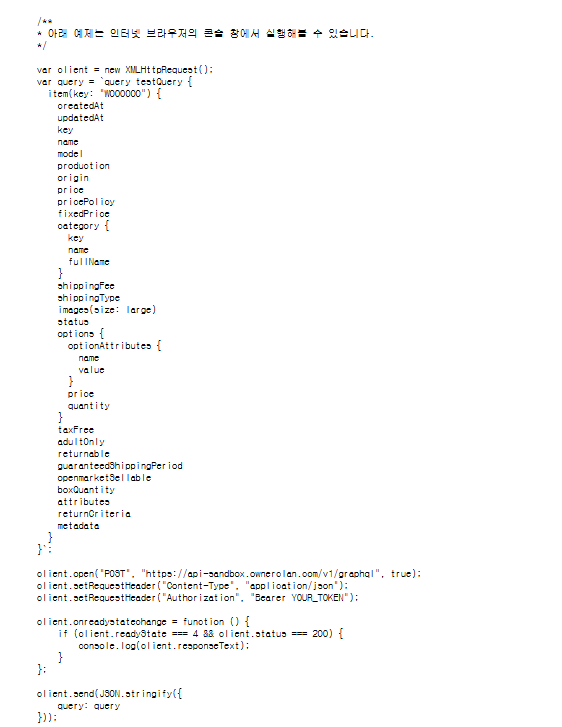 /**
* 아래 예제는 인터넷 브라우저의 콘솔 창에서 실행해볼 수 있습니다.
*/

var client = new XMLHttpRequest();
var query = `query testQuery {
  item(key: "W000000") {
    createdAt
    updatedAt
    key
    name
    model
    production
    origin
    price
    pricePolicy
    fixedPrice
    category {
      key
      name
      fullName
    }
    shippingFee
    shippingType
    images(size: large)
    status
    options {
      optionAttributes {
        name
        value
      }
      price
      quantity
    }
    taxFree
    adultOnly
    returnable
    guaranteedShippingPeriod
    openmarketSellable
    boxQuantity
    attributes
    returnCriteria
    metadata
  }
}`;

client.open("POST", "https://api-sandbox.ownerclan.com/v1/graphql", true);
client.setRequestHeader("Content-Type", "application/json");
client.setRequestHeader("Authorization", "Bearer YOUR_TOKEN");

client.onreadystatechange = function () {
    if (client.readyState === 4 && client.status === 200) {
        console.log(client.responseText);
    }
};

client.send(JSON.stringify({
    query: query
}));